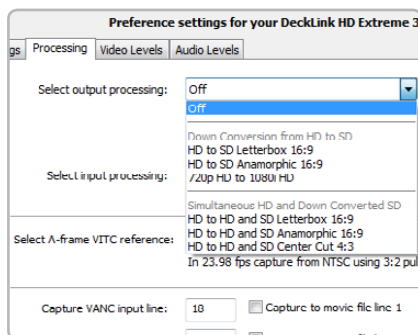 Preference settings for your DeckLink HD Extreme 3
gs Processing Video Levels Audio Levels
Select output processing: Off
Off
Down Conversion from HD to SD
HD to SD Letterbox 16:9
HD to SD Anamorphic 16:9
Select input processing: 720p HD to 1080i HD
Simultaneous HD and Down Converted SD
HD to HD and SD Letterbox 16:9
HD to HD and SD Anamorphic 16:9
Select A-frame VITC reference: HD to HD and SD Center Cut 4:3
In 23.98 fps capture from NTSC using 3:2 pul
Capture VANC input line: 10 Capture to movie file line 1